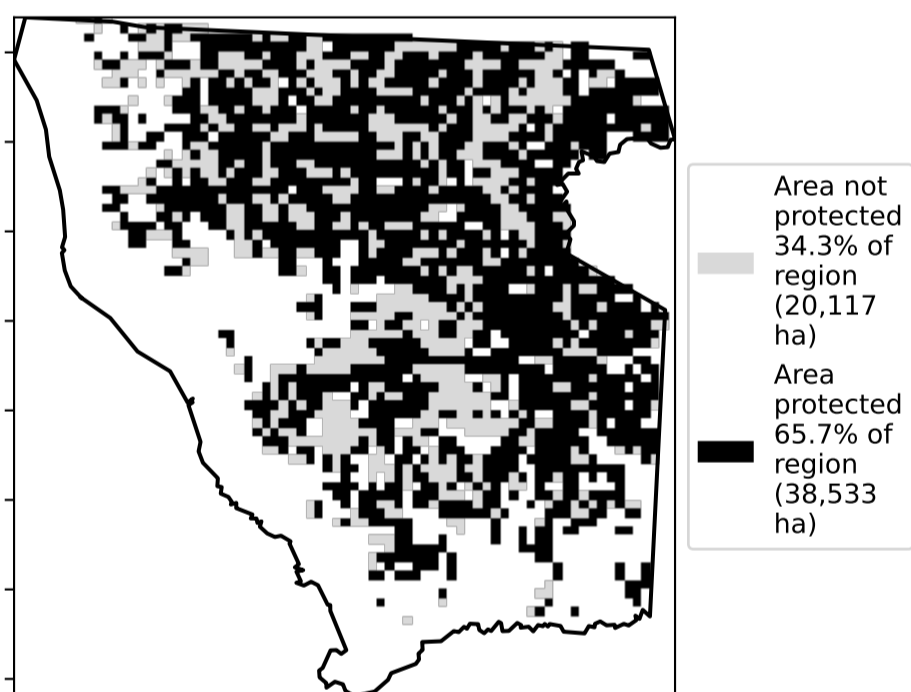 Area not
protected
34.3% of
region
(20,117
ha)
Area
protected
65.7% of
region
(38,533
ha)